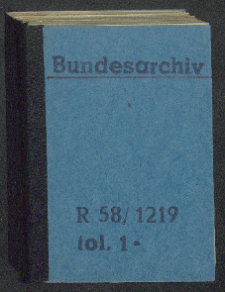 Bundesarchiv
R 58/1219
fol. 1-